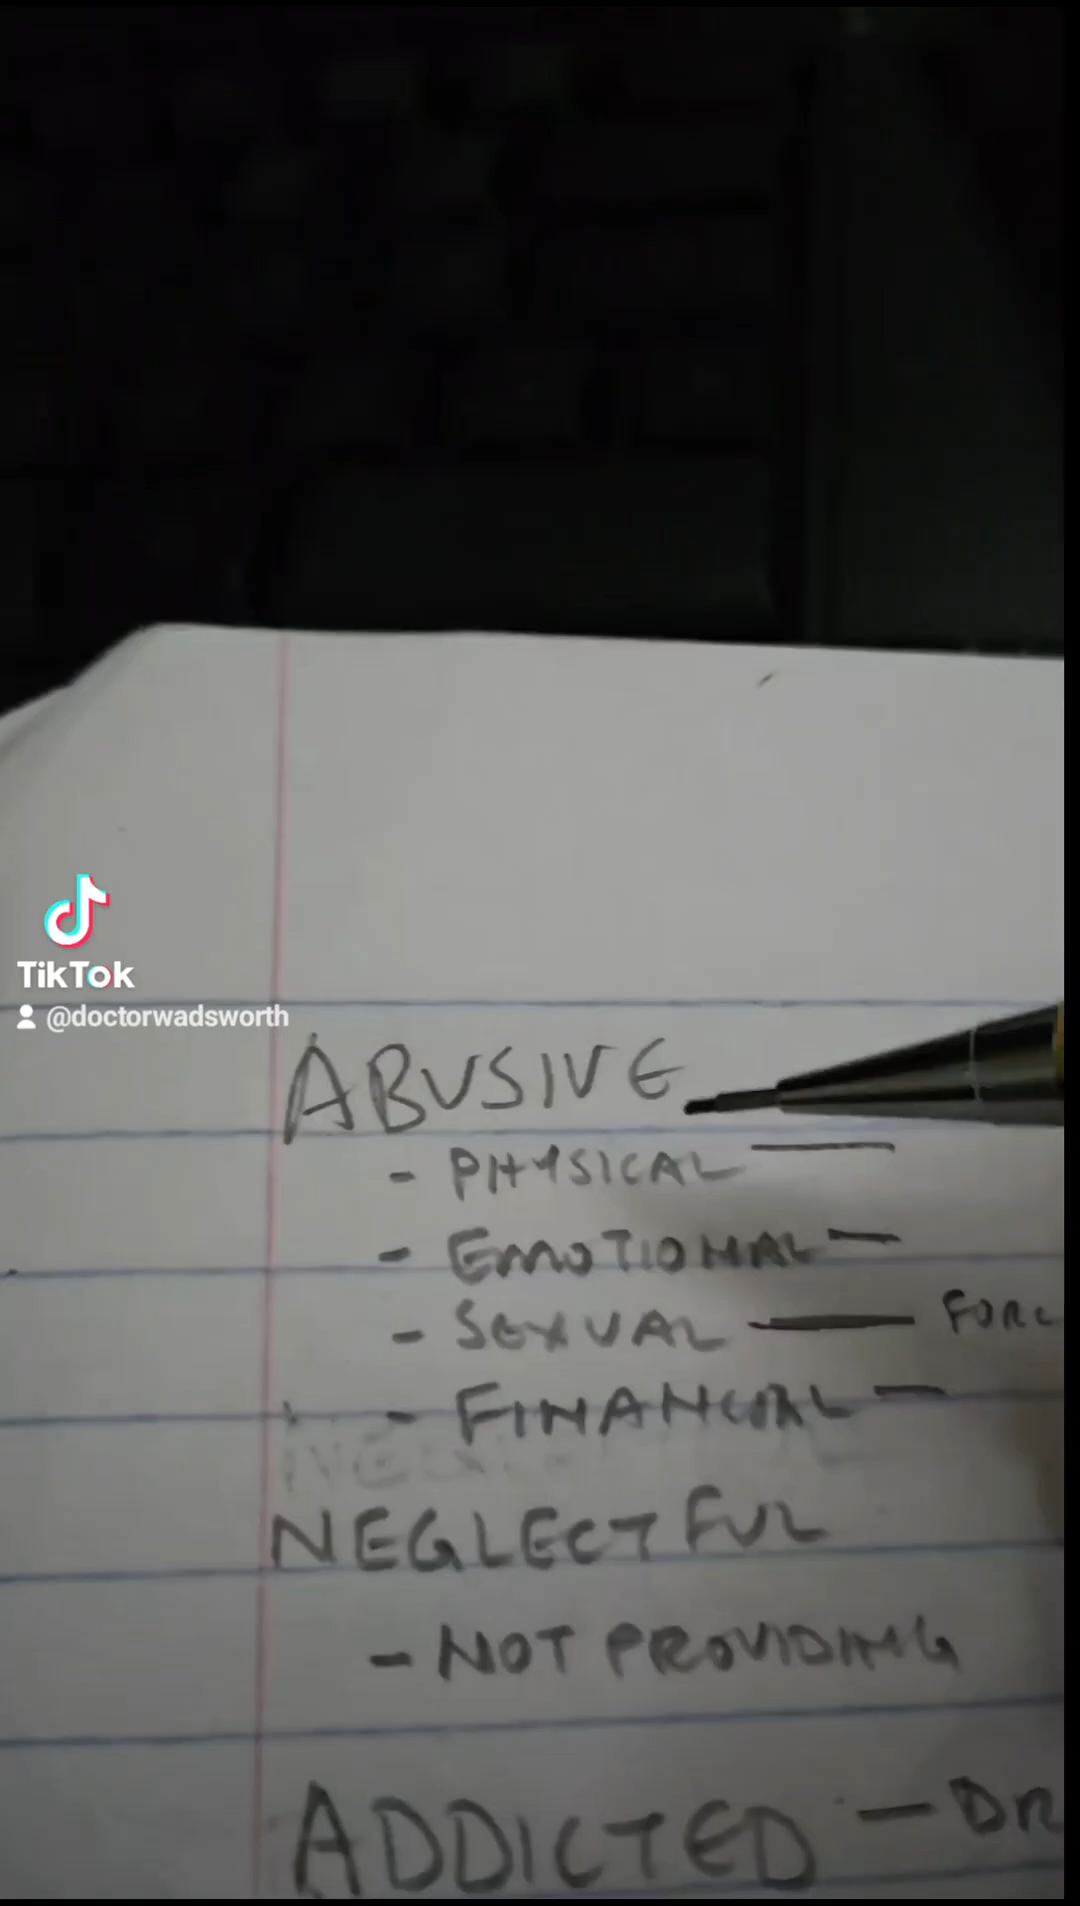 TikTok
@doctorwadsworth
ABUSIVE
- PHYSICAL —
- EMOTIONAL —
- SEXUAL —
- FINANCIAL —
NEGLECTFUL
- NOT PROVIDING
ADDICTED —